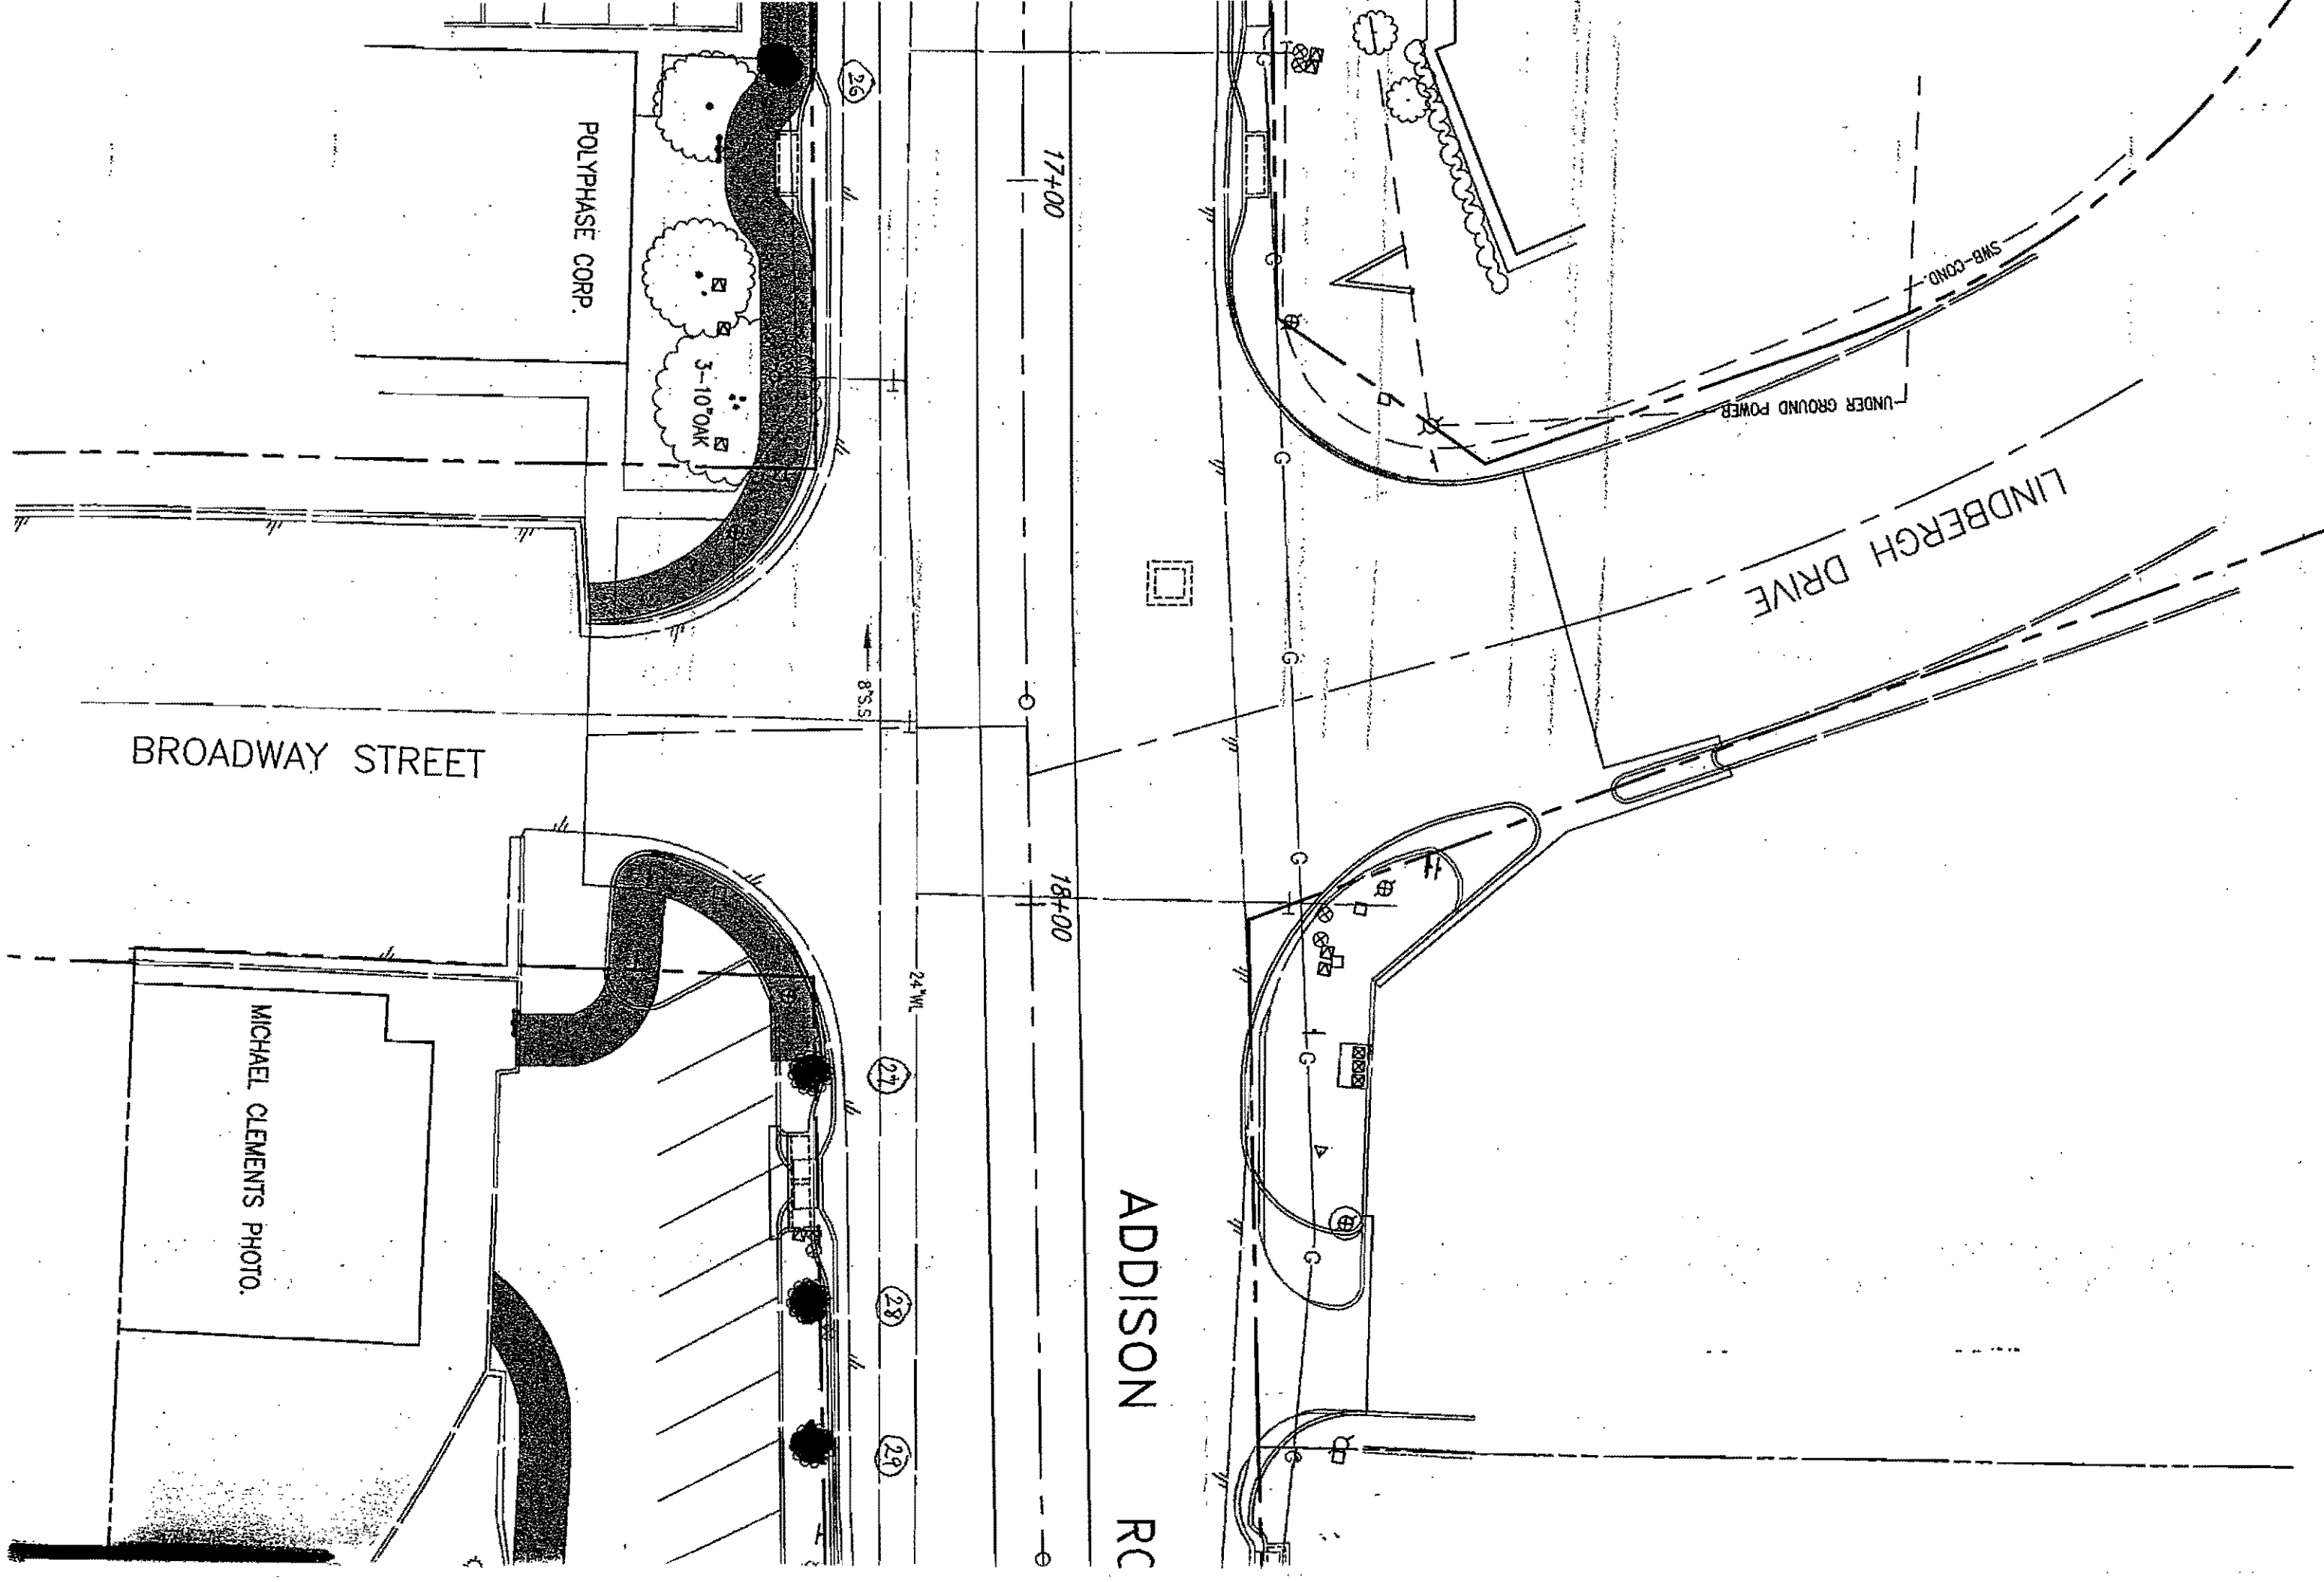 26
POLYPHASE CORP.
17+00
3-10"OAK
SWB-COND.
UNDER GROUND POWER
LINDBERGH DRIVE
G
G
G
8"S.S
BROADWAY STREET
G
18+00
24"WL
MICHAEL CLEMENTS PHOTO.
27
G
ADDISON RO
G
28
29
G